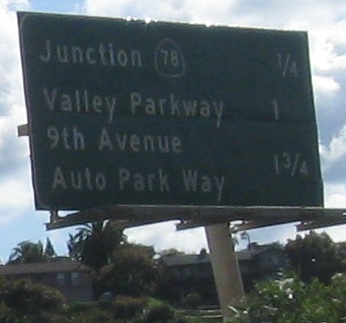 Junction 78 1/4
Valley Parkway 1
9th Avenue
Auto Park Way 1 3/4